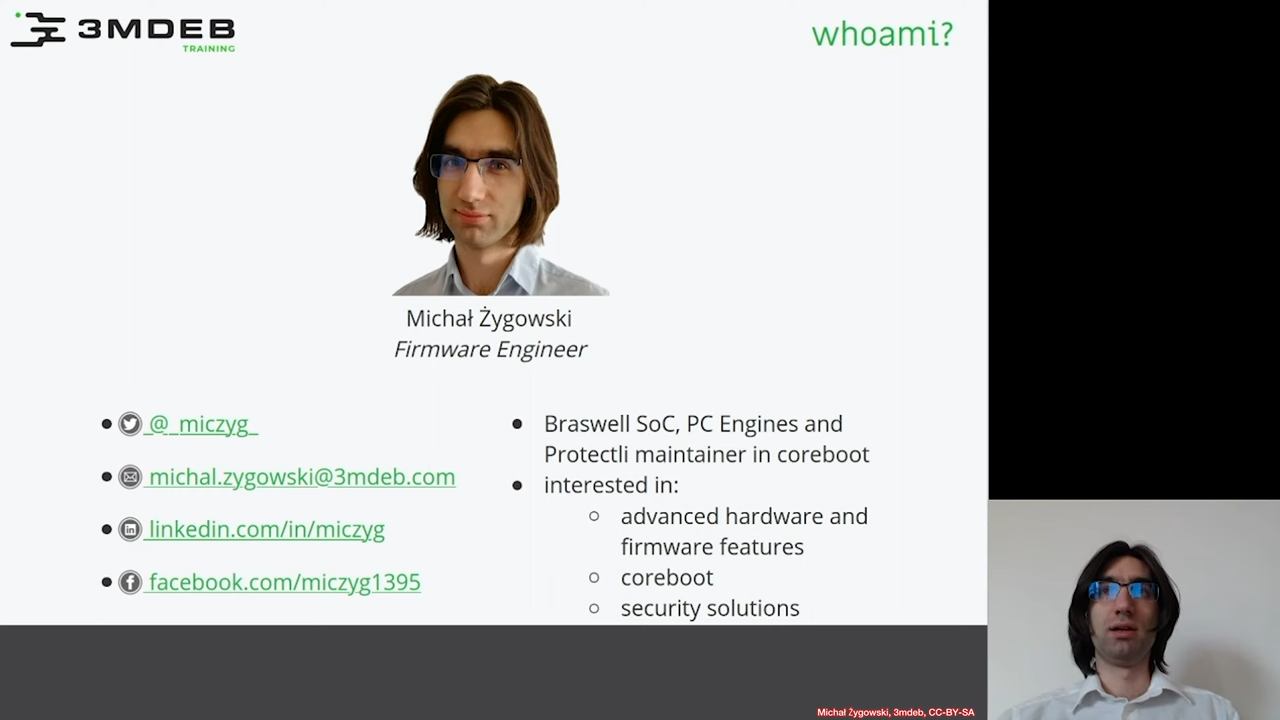 3MDEB
TRAINING
whoami?
Michał Żygowski
Firmware Engineer
@_miczyg_
michal.zygowski@3mdeb.com
linkedin.com/in/miczyg
facebook.com/miczyg1395
Braswell SoC, PC Engines and
Protectli maintainer in coreboot
interested in:
advanced hardware and
firmware features
coreboot
security solutions
Michał Żygowski, 3mdeb, CC-BY-SA